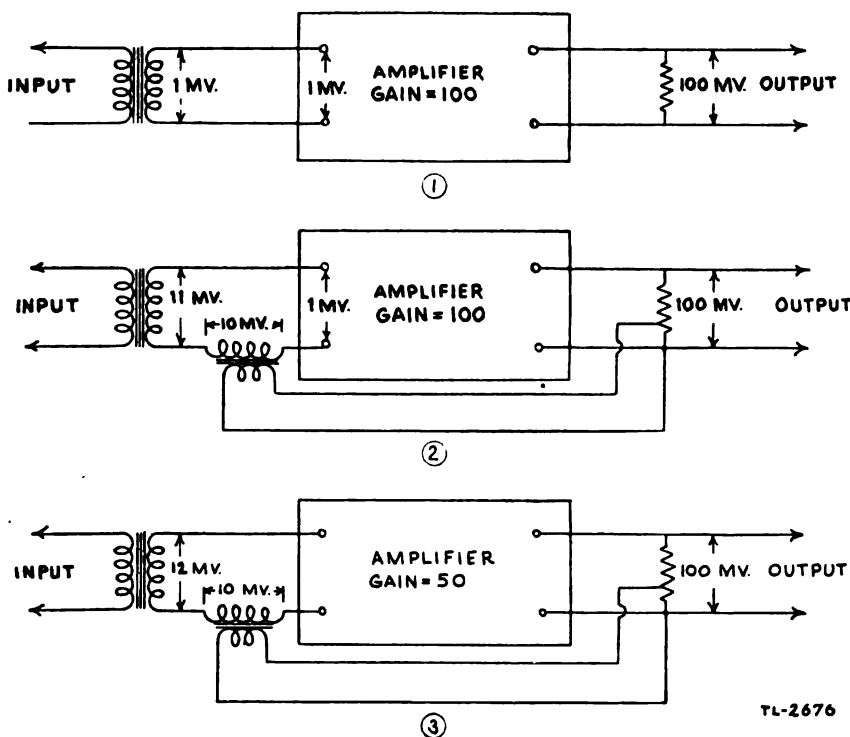 INPUT
1 MV.
1 MV.
AMPLIFIER
GAIN = 100
100 MV. OUTPUT
①
INPUT
11 MV.
10 MV.
1 MV.
AMPLIFIER
GAIN = 100
100 MV. OUTPUT
②
INPUT
12 MV.
10 MV.
AMPLIFIER
GAIN = 50
100 MV. OUTPUT
③
TL-2676